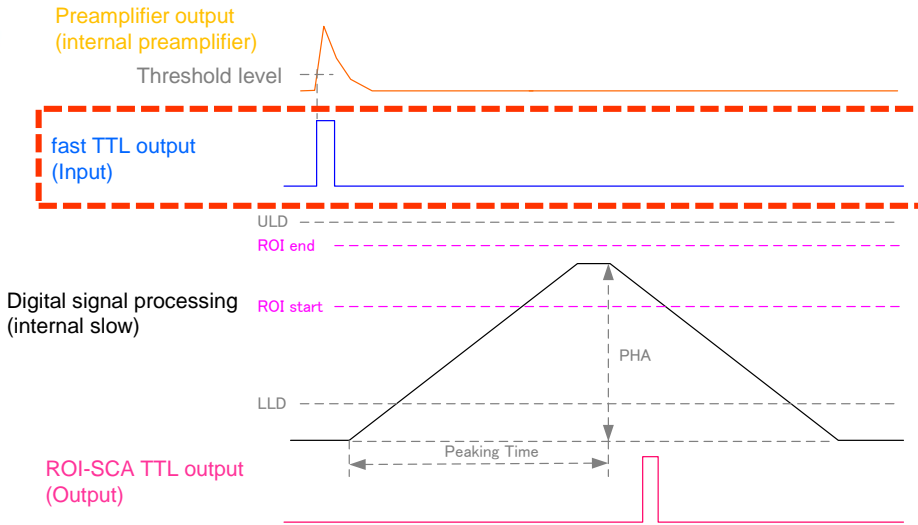 Preamplifier output
(internal preamplifier)
Threshold level
fast TTL output
(Input)
ULD
ROI end
Digital signal processing
(internal slow)
ROI start
PHA
LLD
Peaking Time
ROI-SCA TTL output
(Output)